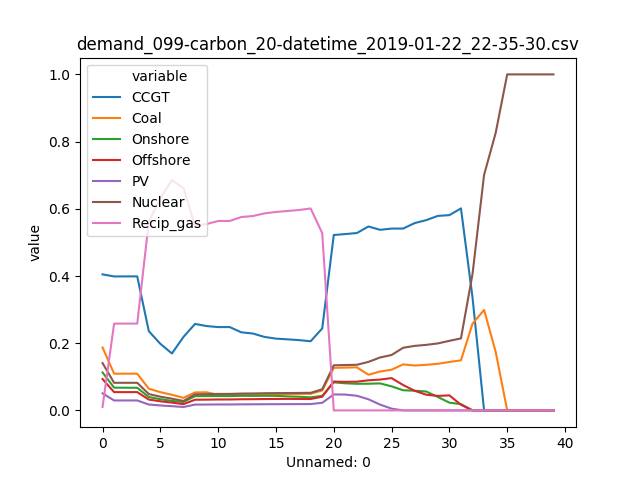 demand_099-carbon_20-datetime_2019-01-22_22-35-30.csv
1.0
0.8
0.6
0.4
0.2
0.0
value
variable
CCGT
Coal
Onshore
Offshore
PV
Nuclear
Recip_gas
0 5 10 15 20 25 30 35 40
Unnamed: 0